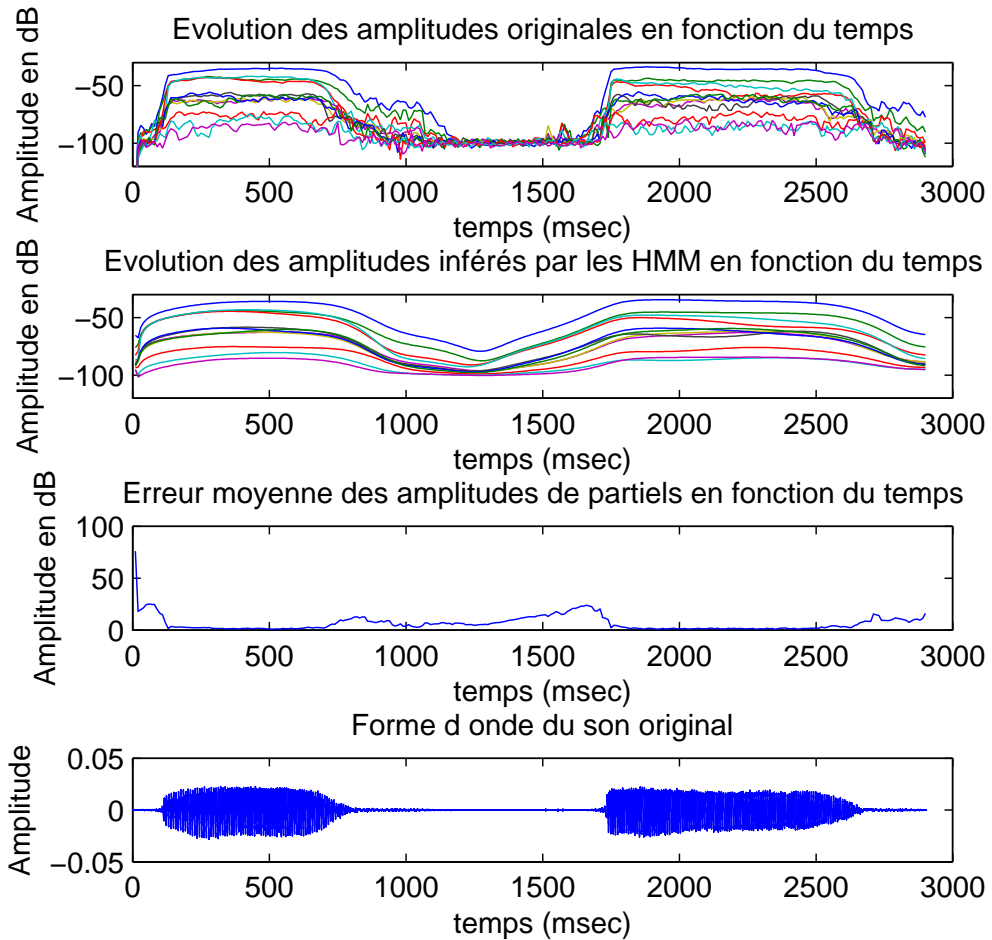 Evolution des amplitudes originales en fonction du temps
Amplitude en dB
−50
−100
0 500 1000 1500 2000 2500 3000
temps (msec)
Evolution des amplitudes inférés par les HMM en fonction du temps
Amplitude en dB
−50
−100
0 500 1000 1500 2000 2500 3000
temps (msec)
Erreur moyenne des amplitudes de partiels en fonction du temps
Amplitude en dB
100
50
0
0 500 1000 1500 2000 2500 3000
temps (msec)
Forme d onde du son original
Amplitude
0.05
0
−0.05
0 500 1000 1500 2000 2500 3000
temps (msec)